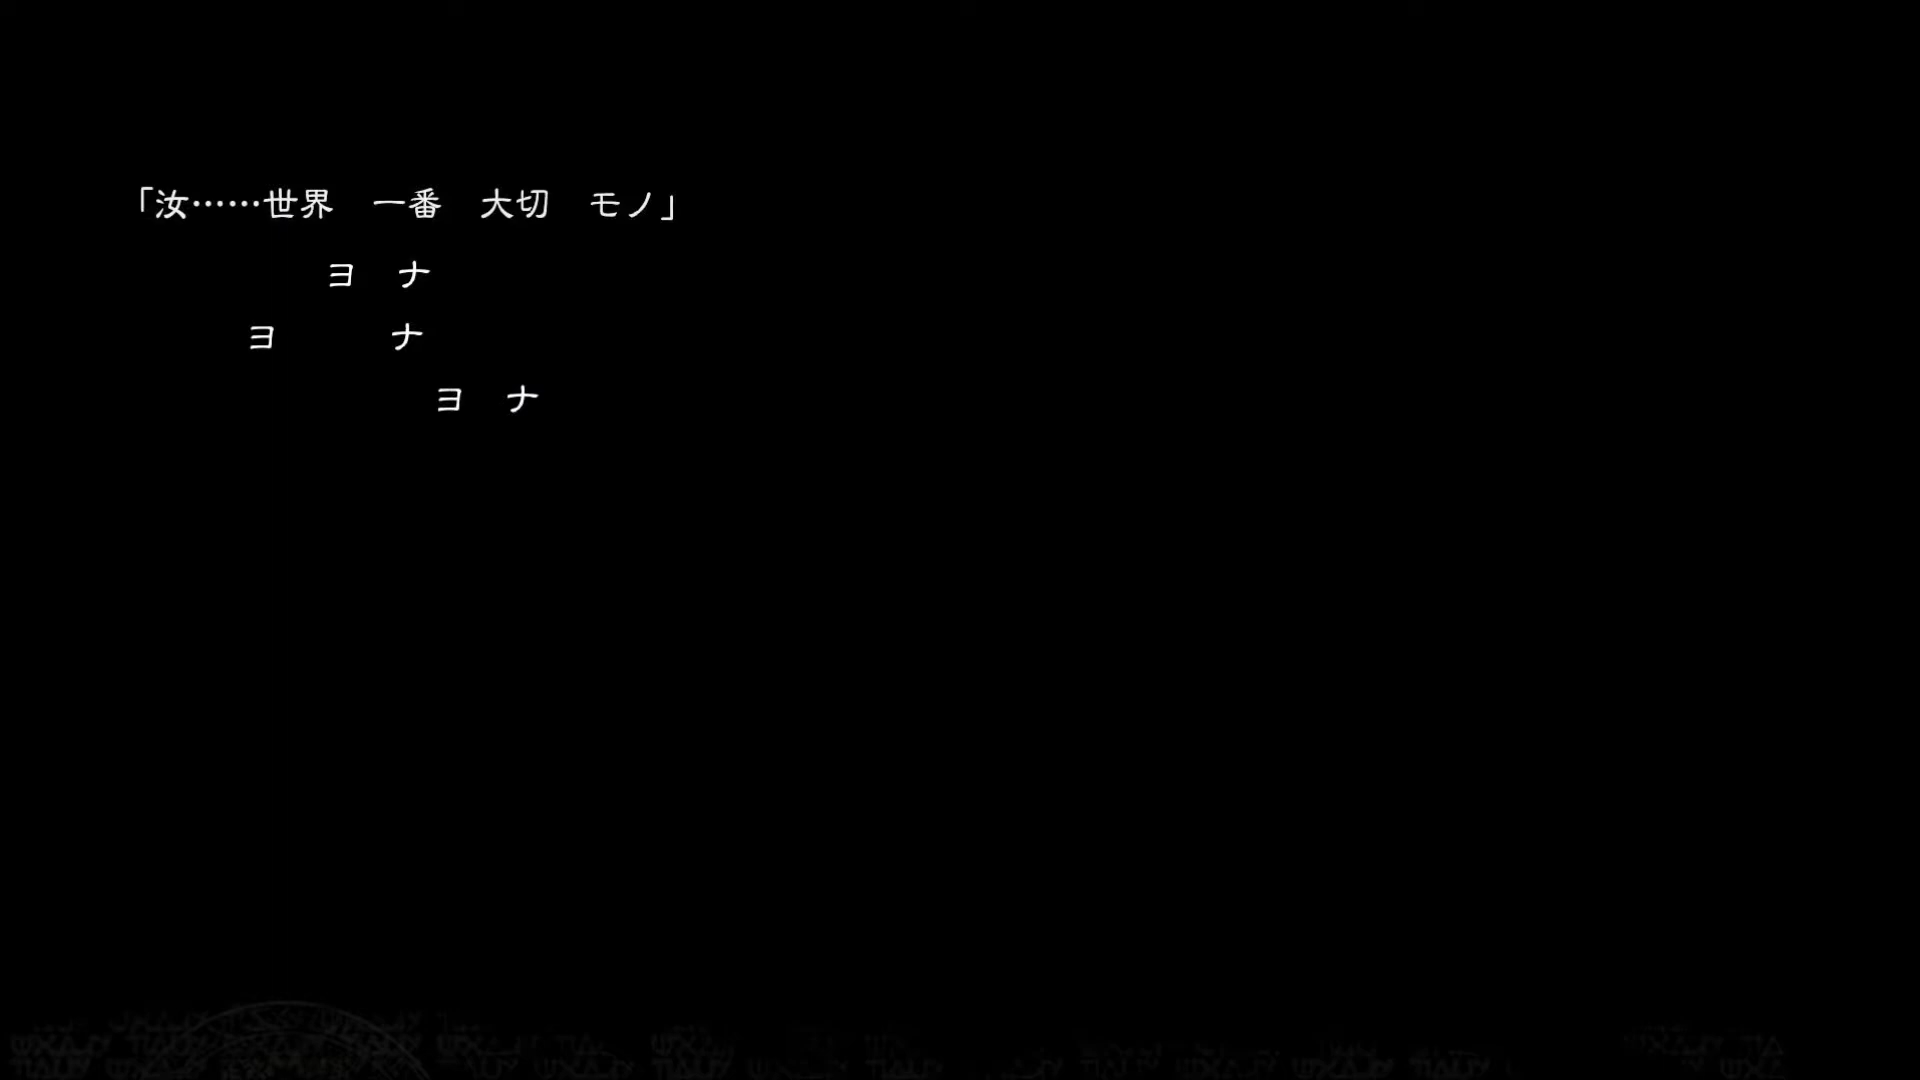 「汝……世界　一番　大切　モノ」
ヨ　ナ
ヨ　　　ナ
ヨ　ナ